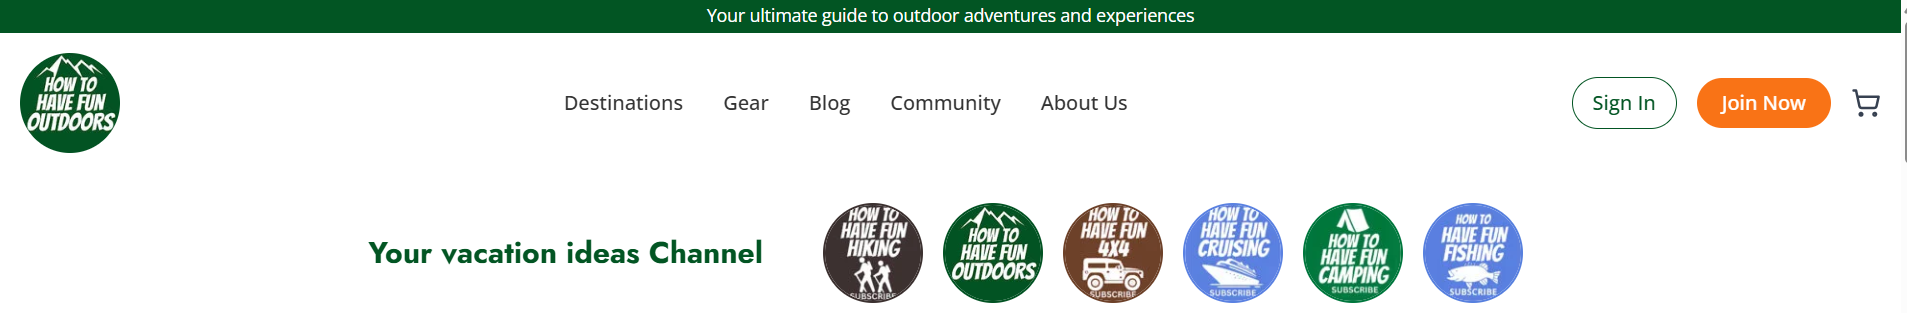 Your ultimate guide to outdoor adventures and experiences
HOW TO
HAVE FUN
OUTDOORS
Destinations Gear Blog Community About Us
Sign In
Join Now
Your vacation ideas Channel
HOW TO
HAVE FUN
HIKING
SUBSCRIBE
HOW TO
HAVE FUN
OUTDOORS
HOW TO
HAVE FUN
4X4
SUBSCRIBE
HOW TO
HAVE FUN
CRUISING
SUBSCRIBE
HOW TO
HAVE FUN
CAMPING
SUBSCRIBE
HOW TO
HAVE FUN
FISHING
SUBSCRIBE